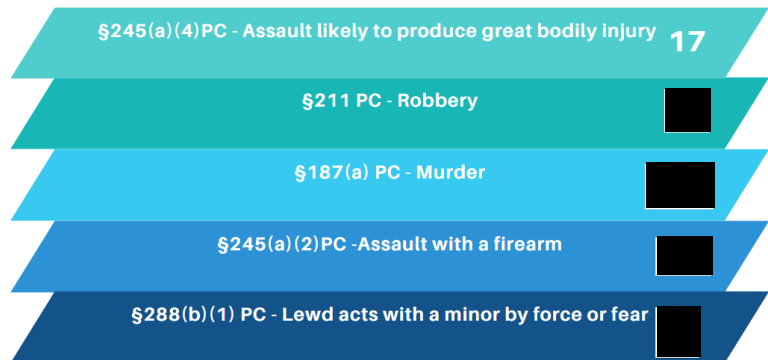 §245(a)(4)PC - Assault likely to produce great bodily injury 17
§211 PC - Robbery
§187(a) PC - Murder
§245(a)(2)PC -Assault with a firearm
§288(b)(1) PC - Lewd acts with a minor by force or fear